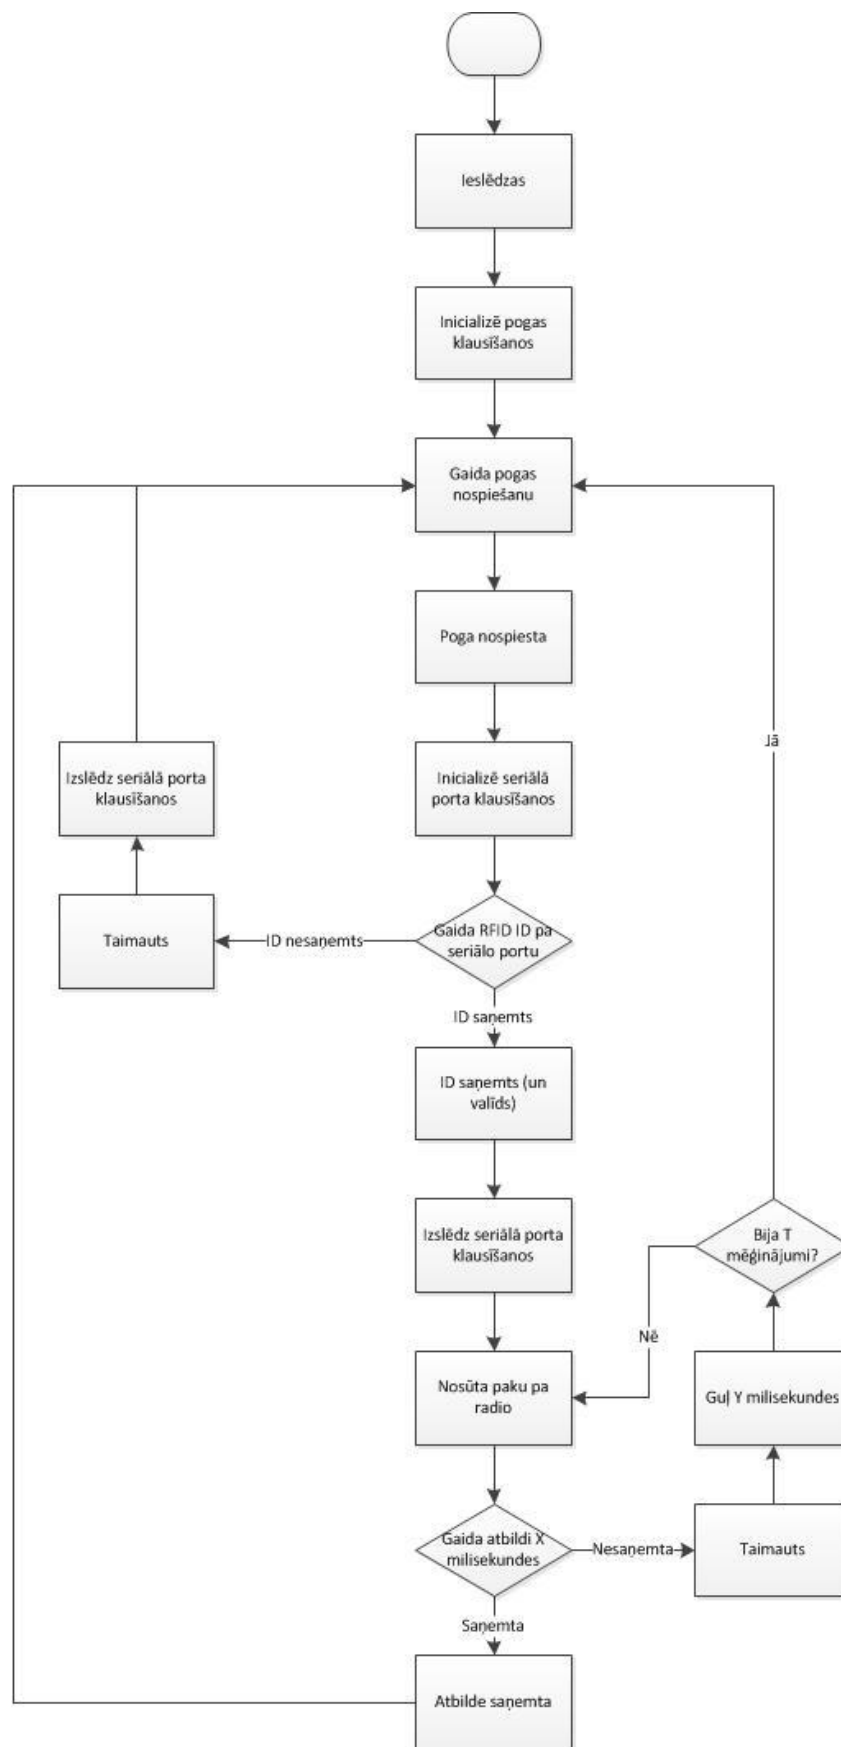 Ieslēdzas
Inicializē pogas
klausīšanos
Gaida pogas
nospiešanu
Poga nospiesta
Jā
Izslēdz seriālā porta
klausīšanos
Inicializē seriālā
porta klausīšanos
Taimauts
ID nesaņemts
Gaida RFID ID pa
seriālo portu
ID saņemts
ID saņemts (un
valīds)
Izslēdz seriālā porta
klausīšanos
Bija T
mēģinājumi?
Nē
Nosūta paku pa
radio
Guļ Y milisekundes
Gaida atbildi X
milisekundes
Nesaņemta
Taimauts
Saņemta
Atbilde saņemta